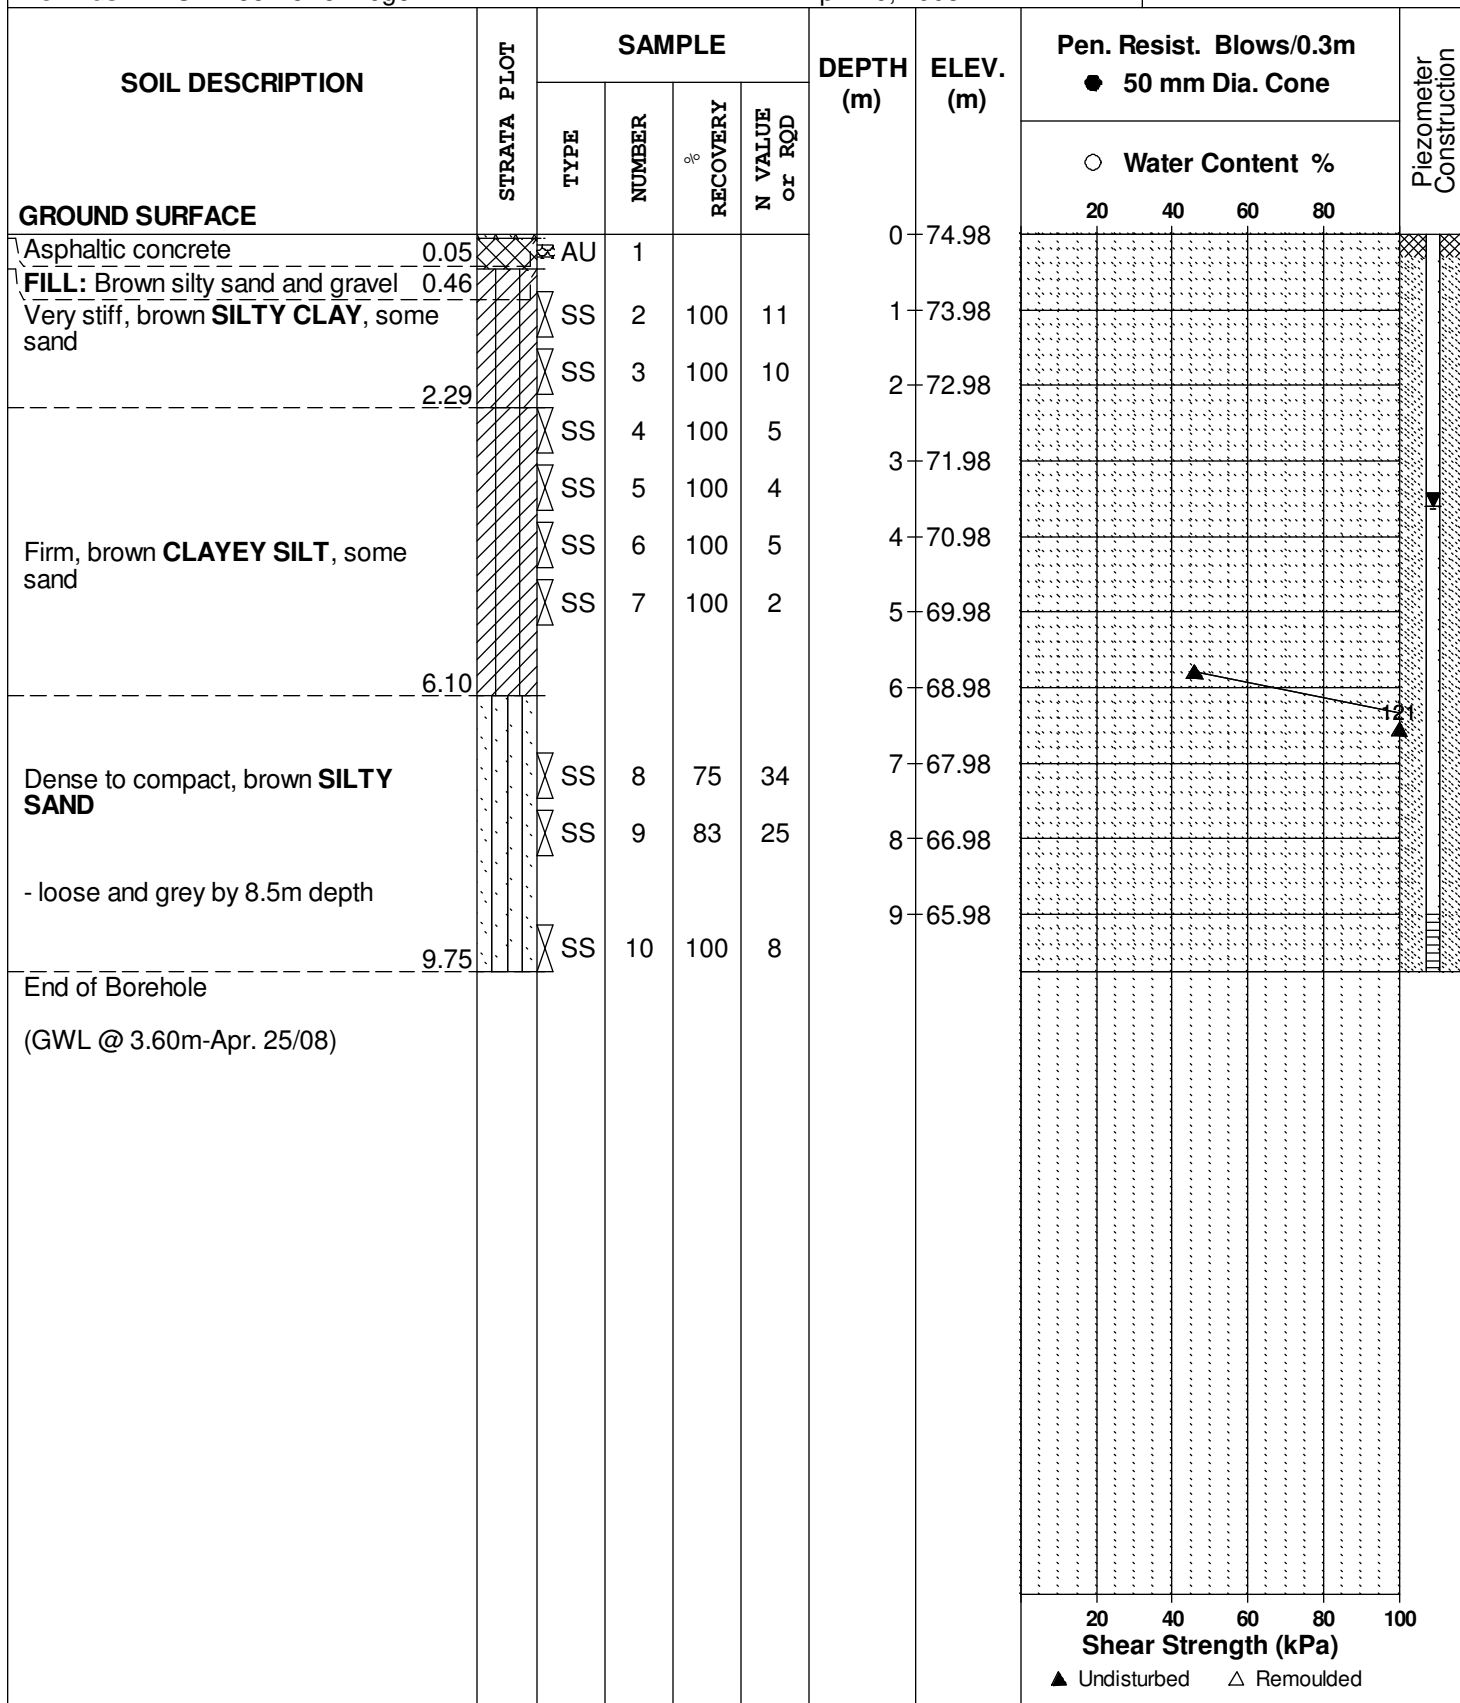 SOIL DESCRIPTION
GROUND SURFACE
STRATA PLOT
SAMPLE
TYPE
NUMBER
% RECOVERY
N VALUE or RQD
DEPTH (m)
ELEV. (m)
Pen. Resist. Blows/0.3m
● 50 mm Dia. Cone
○ Water Content %
20 40 60 80
Piezometer Construction
0 74.98
Asphaltic concrete 0.05 AU 1
FILL: Brown silty sand and gravel 0.46
Very stiff, brown SILTY CLAY, some
sand
2.29
SS 2 100 11
1 73.98
SS 3 100 10
2 72.98
SS 4 100 5
3 71.98
SS 5 100 4
Firm, brown CLAYEY SILT, some
sand
6.10
SS 6 100 5
4 70.98
SS 7 100 2
5 69.98
6 68.98
121
Dense to compact, brown SILTY
SAND
SS 8 75 34
7 67.98
SS 9 83 25
8 66.98
- loose and grey by 8.5m depth
9 65.98
9.75
SS 10 100 8
End of Borehole
(GWL @ 3.60m-Apr. 25/08)
20 40 60 80 100
Shear Strength (kPa)
▲ Undisturbed △ Remoulded